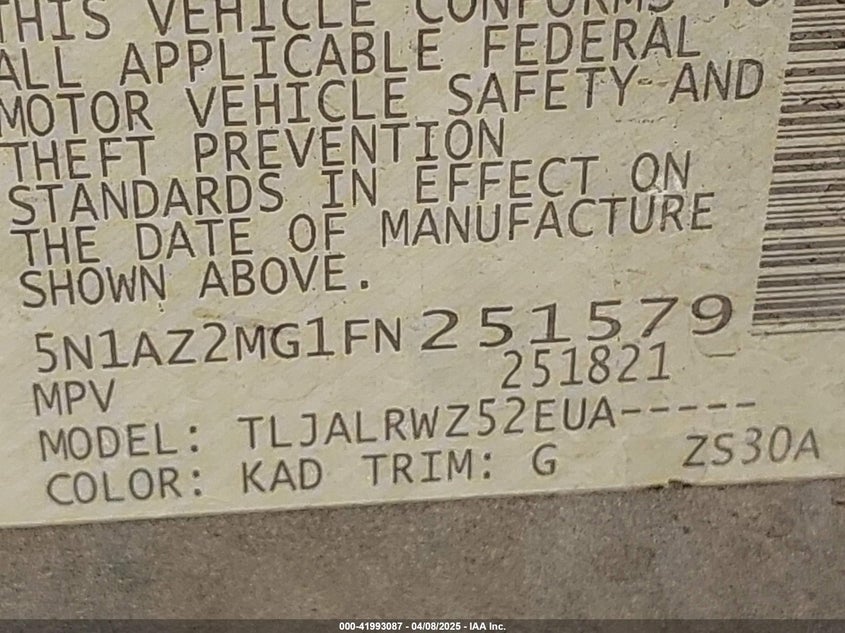 THIS VEHICLE CONFORMS TO
ALL APPLICABLE FEDERAL
MOTOR VEHICLE SAFETY AND
THEFT PREVENTION
STANDARDS IN EFFECT ON
THE DATE OF MANUFACTURE
SHOWN ABOVE.
5N1AZ2MG1FN251579
MPV 251821
MODEL: TLJALRWZ52EUA-----
COLOR: KAD TRIM: G ZS30A
000-41993087 - 04/08/2025 - IAA Inc.